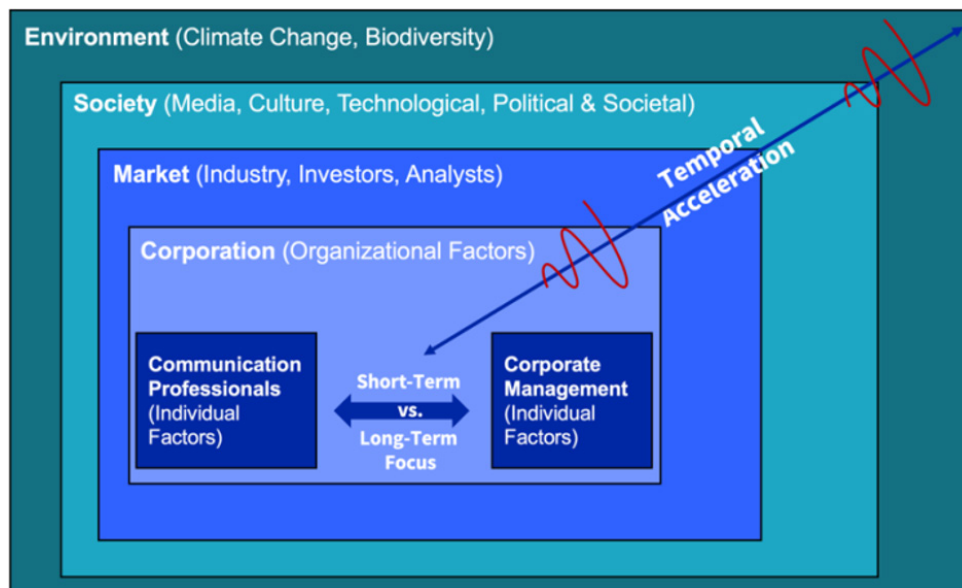 Environment (Climate Change, Biodiversity)
Society (Media, Culture, Technological, Political & Societal)
Market (Industry, Investors, Analysts)
Temporal
Acceleration
Corporation (Organizational Factors)
Communication
Professionals
(Individual
Factors)
Short-Term
vs.
Long-Term
Focus
Corporate
Management
(Individual
Factors)